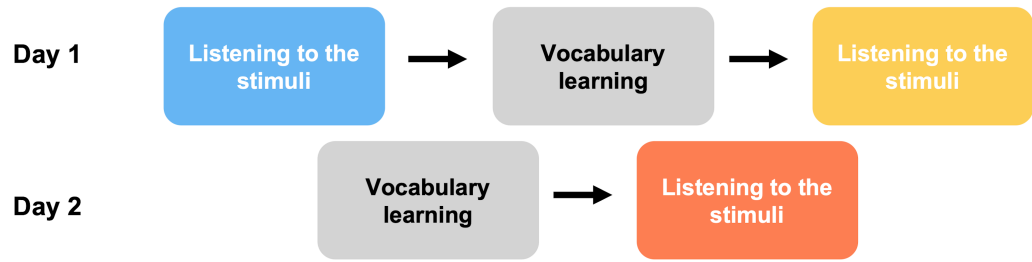 Day 1
Listening to the
stimuli
Vocabulary
learning
Listening to the
stimuli
Day 2
Vocabulary
learning
Listening to the
stimuli